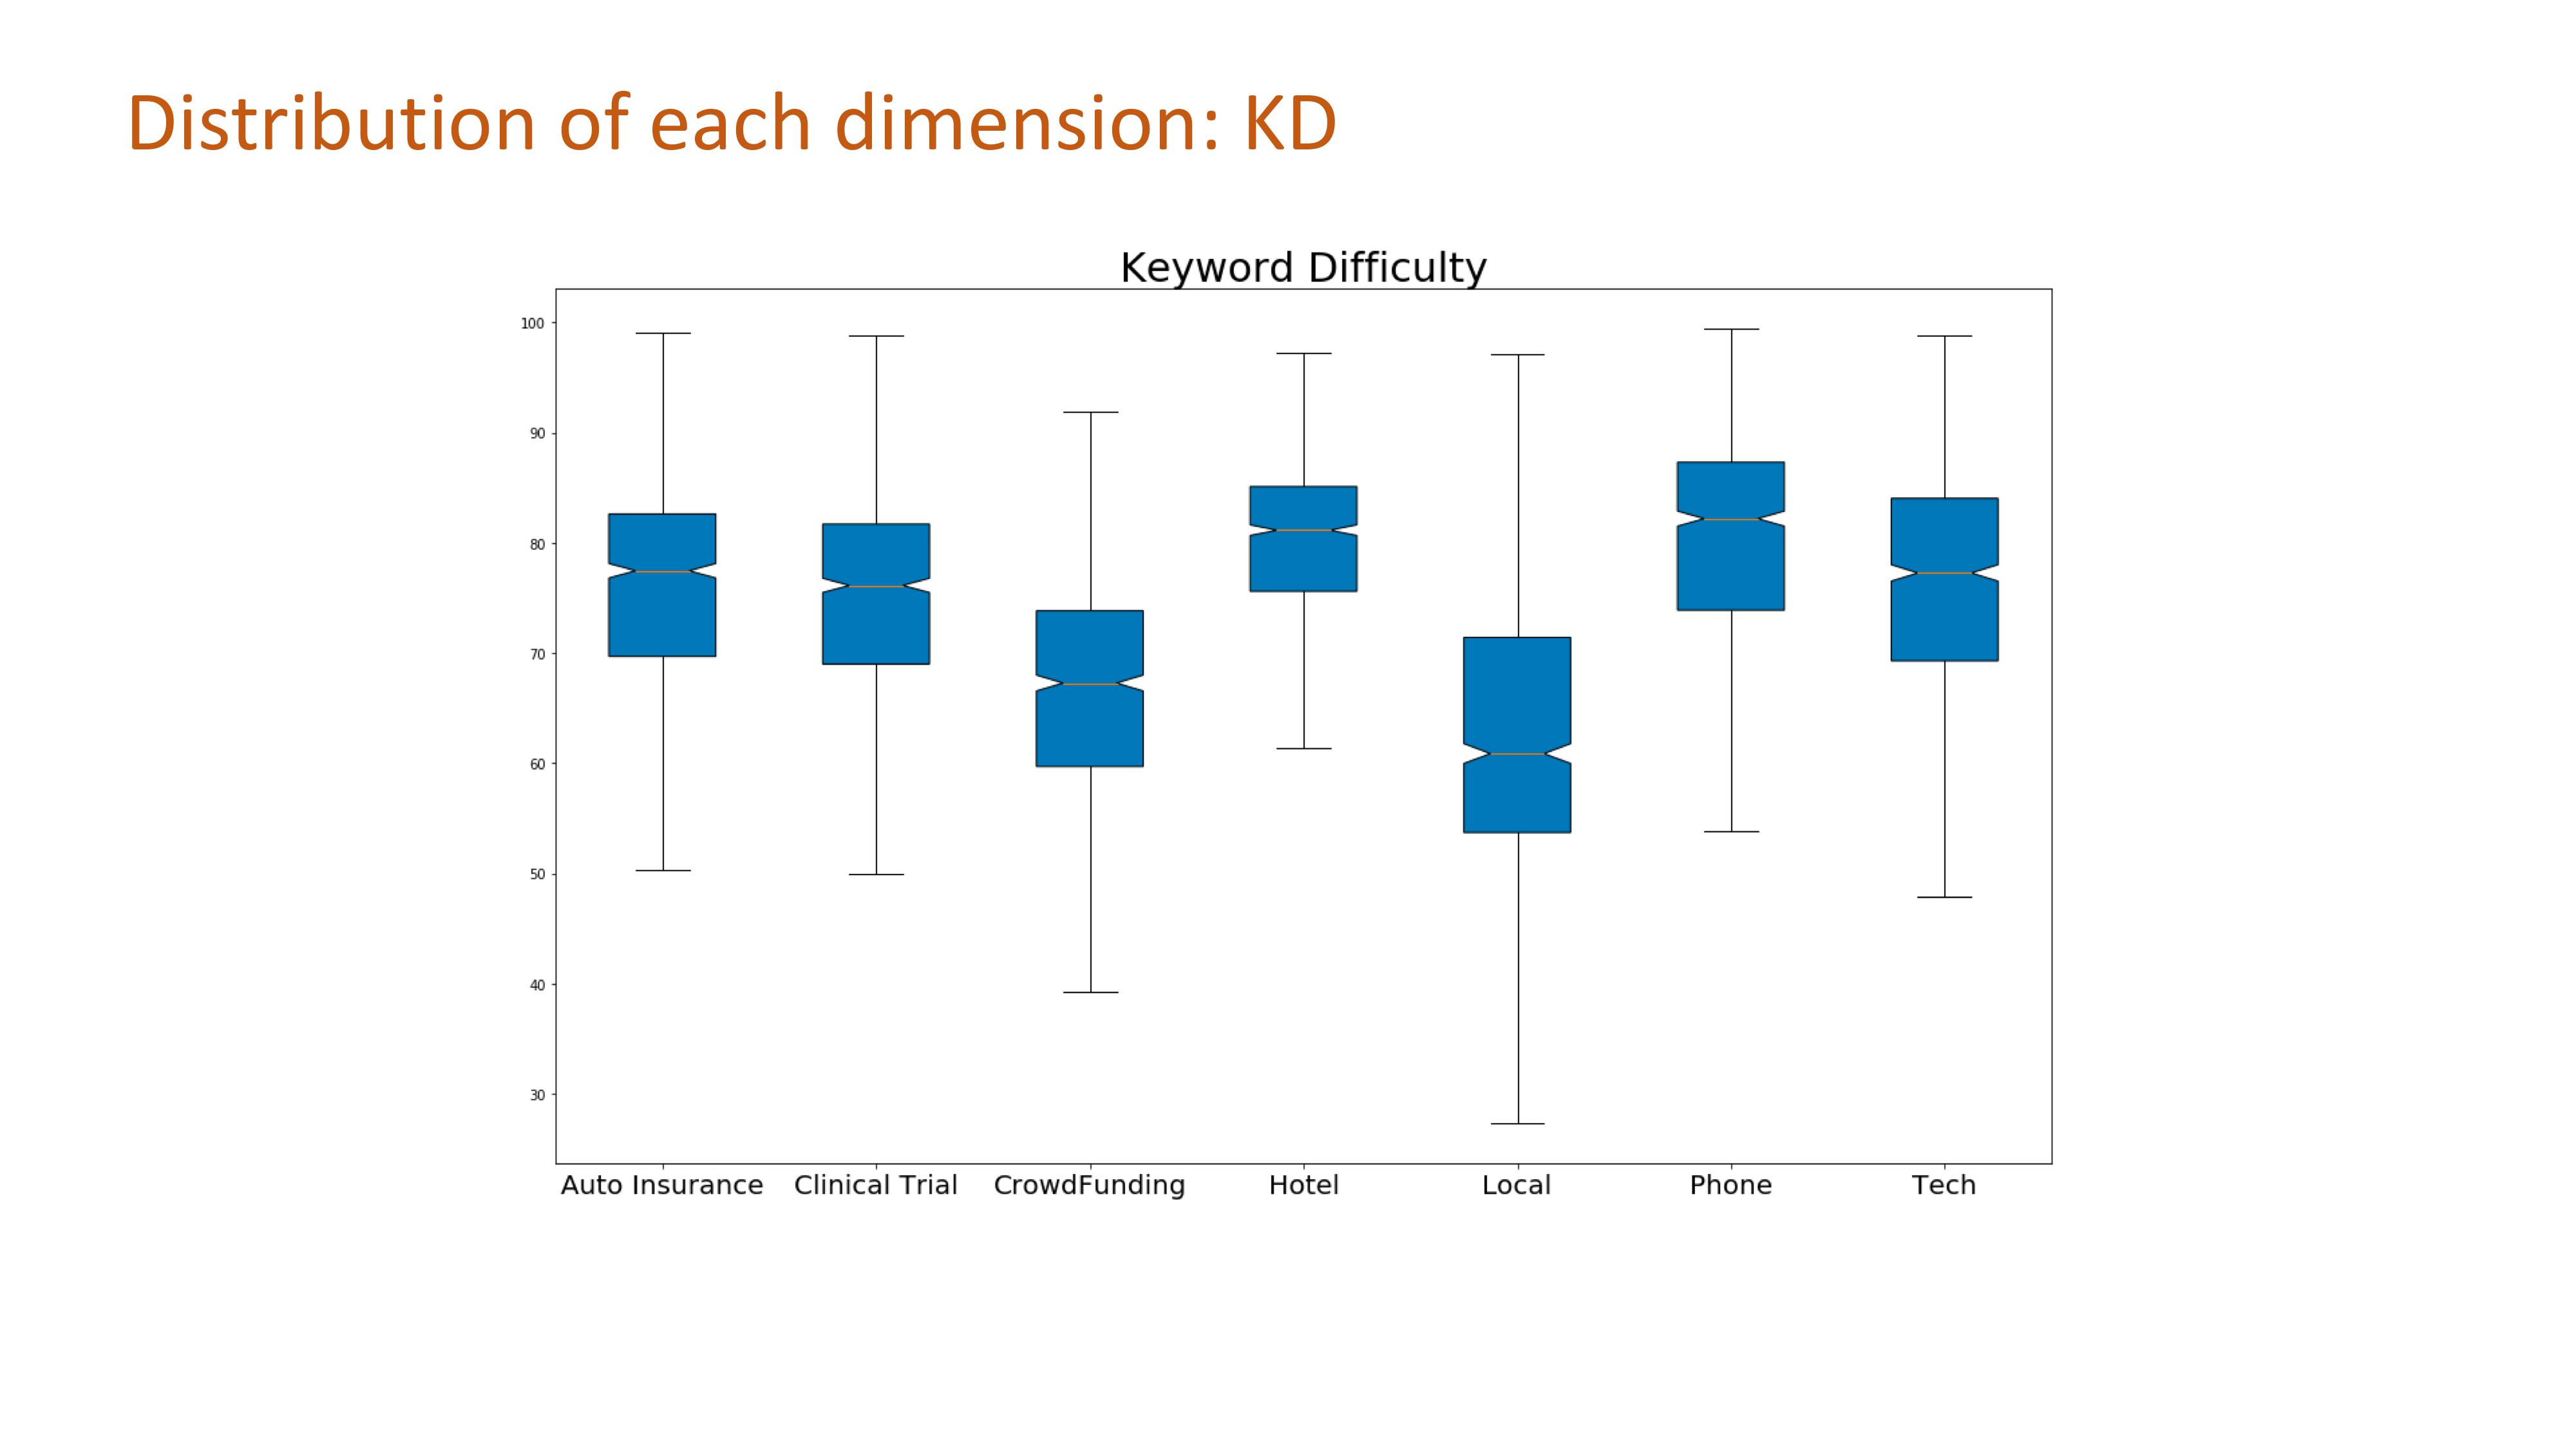 Distribution of each dimension: KD
Keyword Difficulty
100
90
80
70
60
50
40
30
Auto Insurance Clinical Trial CrowdFunding Hotel Local Phone Tech